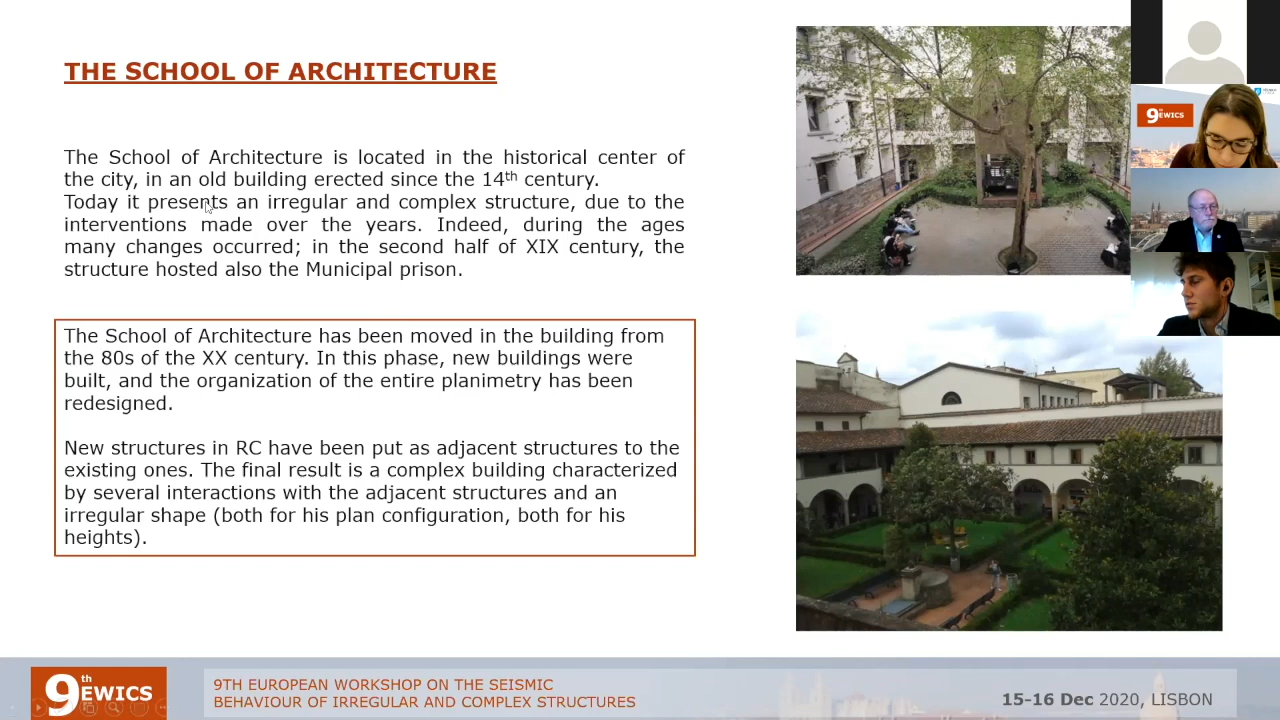 THE SCHOOL OF ARCHITECTURE
The School of Architecture is located in the historical center of
the city, in an old building erected since the 14th century.
Today it presents an irregular and complex structure, due to the
interventions made over the years. Indeed, during the ages
many changes occurred; in the second half of XIX century, the
structure hosted also the Municipal prison.
The School of Architecture has been moved in the building from
the 80s of the XX century. In this phase, new buildings were
built, and the organization of the entire planimetry has been
redesigned.
New structures in RC have been put as adjacent structures to the
existing ones. The final result is a complex building characterized
by several interactions with the adjacent structures and an
irregular shape (both for his plan configuration, both for his
heights).
9th EWICS
9th EWICS
9TH EUROPEAN WORKSHOP ON THE SEISMIC
BEHAVIOUR OF IRREGULAR AND COMPLEX STRUCTURES
15-16 Dec 2020, LISBON